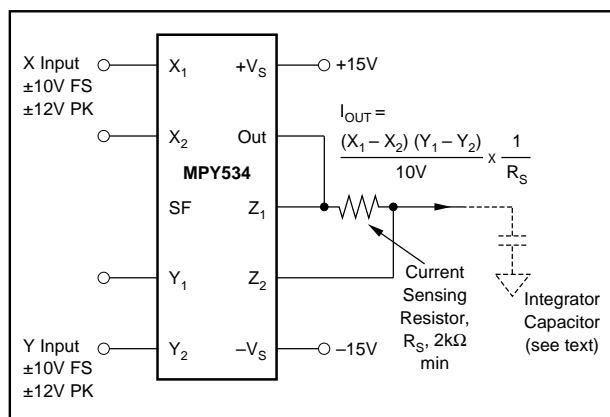 X Input
±10V FS
±12V PK
X1
+VS
+15V
X2
Out
MPY534
SF
Z1
Y1
Z2
Y Input
±10V FS
±12V PK
Y2
–VS
–15V
IOUT =
(X1 – X2) (Y1 – Y2)
10V
x
1
RS
Current
Sensing
Resistor,
RS, 2kΩ
min
Integrator
Capacitor
(see text)